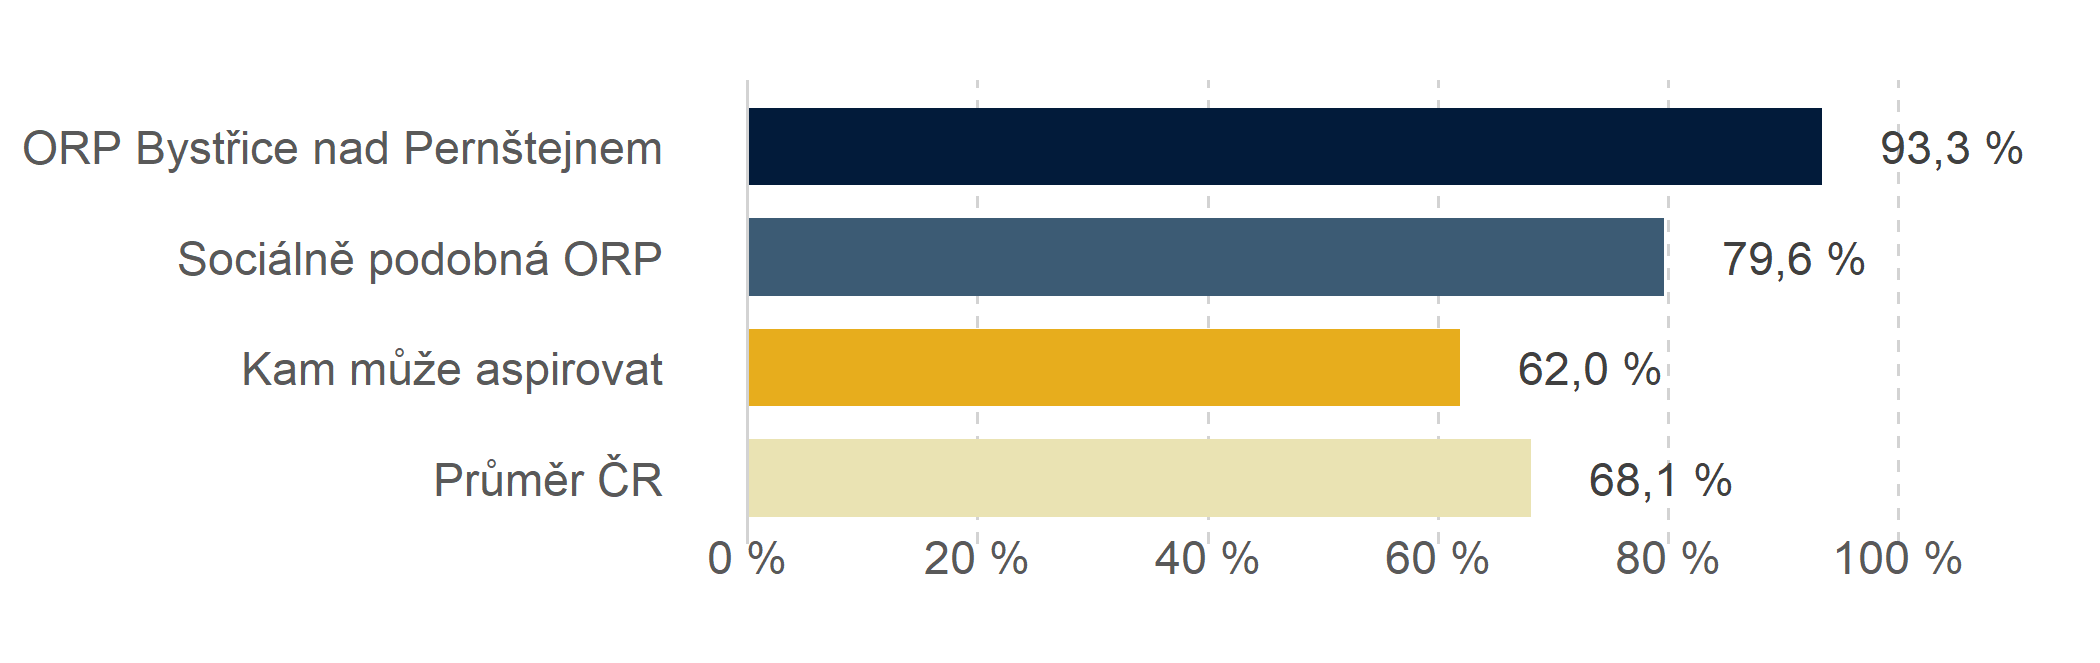 ORP Bystřice nad Pernštejnem 93,3 %
Sociálně podobná ORP 79,6 %
Kam může aspirovat 62,0 %
Průměr ČR 68,1 %
0 % 20 % 40 % 60 % 80 % 100 %